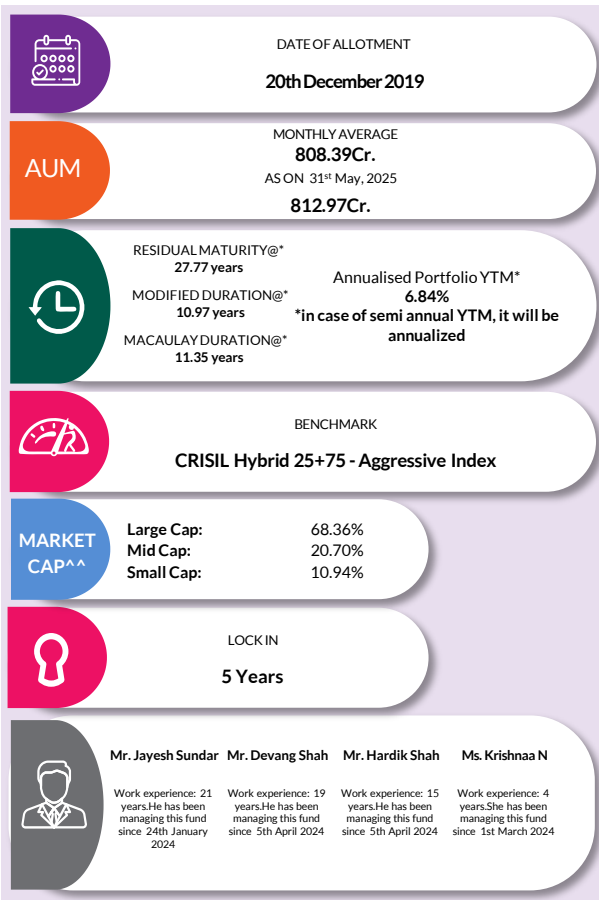 DATE OF ALLOTMENT
20th December 2019
AUM
MONTHLY AVERAGE
808.39Cr.
AS ON 31st May, 2025
812.97Cr.
RESIDUAL MATURITY@*
27.77 years
MODIFIED DURATION@*
10.97 years
MACAULAY DURATION@*
11.35 years
Annualised Portfolio YTM*
6.84%
*in case of semi annual YTM, it will be
annualized
BENCHMARK
CRISIL Hybrid 25+75 - Aggressive Index
MARKET
CAP^^
Large Cap: 68.36%
Mid Cap: 20.70%
Small Cap: 10.94%
LOCK IN
5 Years
Mr. Jayesh Sundar
Work experience: 21
years.He has been
managing this fund
since 24th January
2024
Mr. Devang Shah
Work experience: 19
years.He has been
managing this fund
since 5th April 2024
Mr. Hardik Shah
Work experience: 15
years.He has been
managing this fund
since 5th April 2024
Ms. Krishnaa N
Work experience: 4
years.She has been
managing this fund
since 1st March 2024